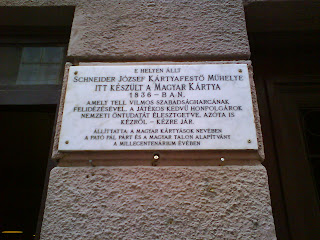 E HELYEN ÁLLT
SCHNEIDER JÓZSEF KÁRTYAFESTŐ MŰHELYE
ITT KÉSZÜLT A MAGYAR KÁRTYA
1836-BAN,
AMELY TELL VILMOS SZABADSÁGHARCÁNAK
FELIDÉZÉSÉVEL, A JÁTÉKOS KEDVŰ HONPOLGÁROK
NEMZETI ÖNTUDATÁT ÉLESZTGETVE, AZÓTA IS
KÉZRŐL - KÉZRE JÁR.
ÁLLÍTTATTA: A MAGYAR KÁRTYÁSOK NEVÉBEN
A PATÓ PÁL PÁRT ÉS A MAGYAR TALON ALAPÍTVÁNY
A MILLECENTENÁRIUM ÉVÉBEN